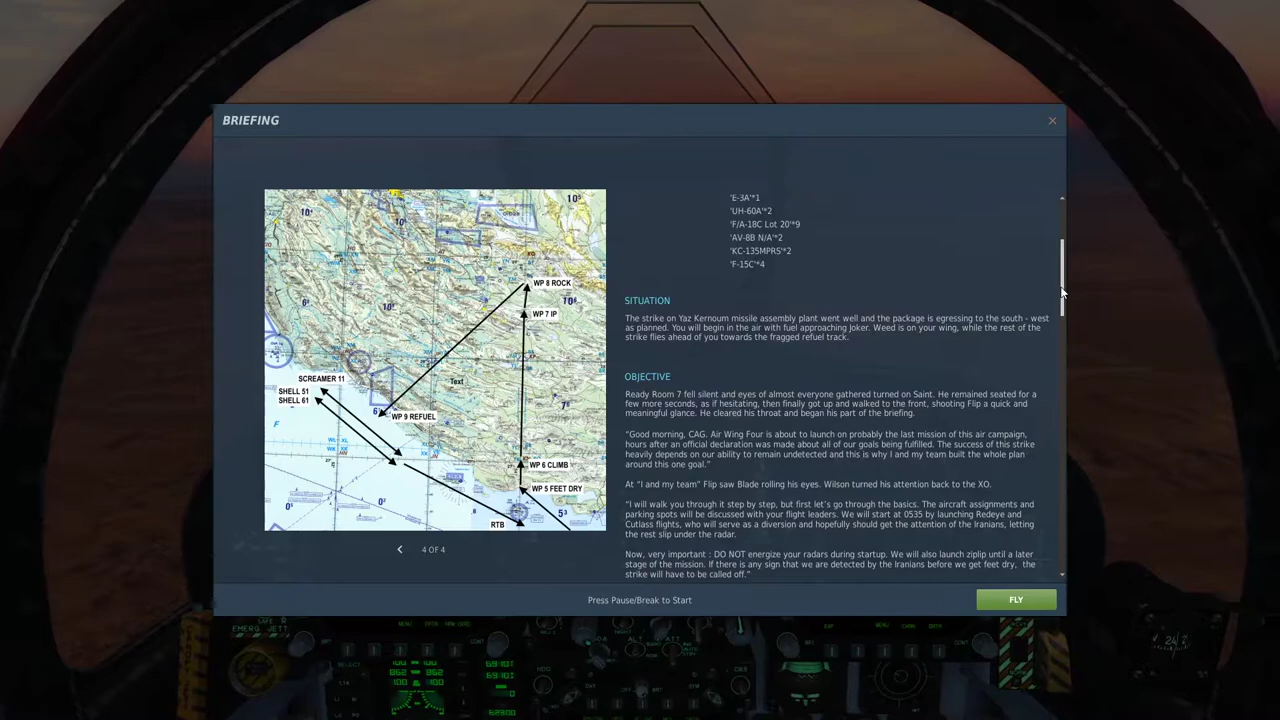 BRIEFING
×
'E-3A'*1
'UH-60A'*2
'F/A-18C Lot 20'*9
'AV-8B N/A'*2
'KC-135MPRS'*2
'F-15C'*4
SITUATION
The strike on Yaz Kernoum missile assembly plant went well and the package is egressing to the south - west
as planned. You will begin in the air with fuel approaching Joker. Weed is on your wing, while the rest of the
strike flies ahead of you towards the fragged refuel track.
OBJECTIVE
Ready Room 7 fell silent and eyes of almost everyone gathered turned on Saint. He remained seated for a
few more seconds, as if hesitating, then finally got up and walked to the front, shooting Flip a quick and
meaningful glance. He cleared his throat and began his part of the briefing.
“Good morning, CAG. Air Wing Four is about to launch on probably the last mission of this air campaign,
hours after an official declaration was made about all of our goals being fulfilled. The success of this strike
heavily depends on our ability to remain undetected and this is why I and my team built the whole plan
around this one goal.”
At “I and my team” Flip saw Blade rolling his eyes. Wilson turned his attention back to the XO.
“I will walk you through it step by step, but first let’s go through the basics. The aircraft assignments and
parking spots will be discussed with your flight leaders. We will start at 0535 by launching Redeye and
Cutlass flights, who will serve as a diversion and hopefully should get the attention of the Iranians, letting
the rest slip under the radar.
Now, very important : DO NOT energize your radars during startup. We will also launch ziplip until a later
stage of the mission. If there is any sign that we are detected by the Iranians before we get feet dry, the
strike will have to be called off.”
WP 8 ROCK
WP 7 IP
Text
SCREAMER 11
SHELL 51
SHELL 61
WP 9 REFUEL
WP 6 CLIMB
WP 5 FEET DRY
RTB
4 OF 4
Press Pause/Break to Start
FLY
EMERG JETT
MENU
CONT
SELECT
HDG
CRS